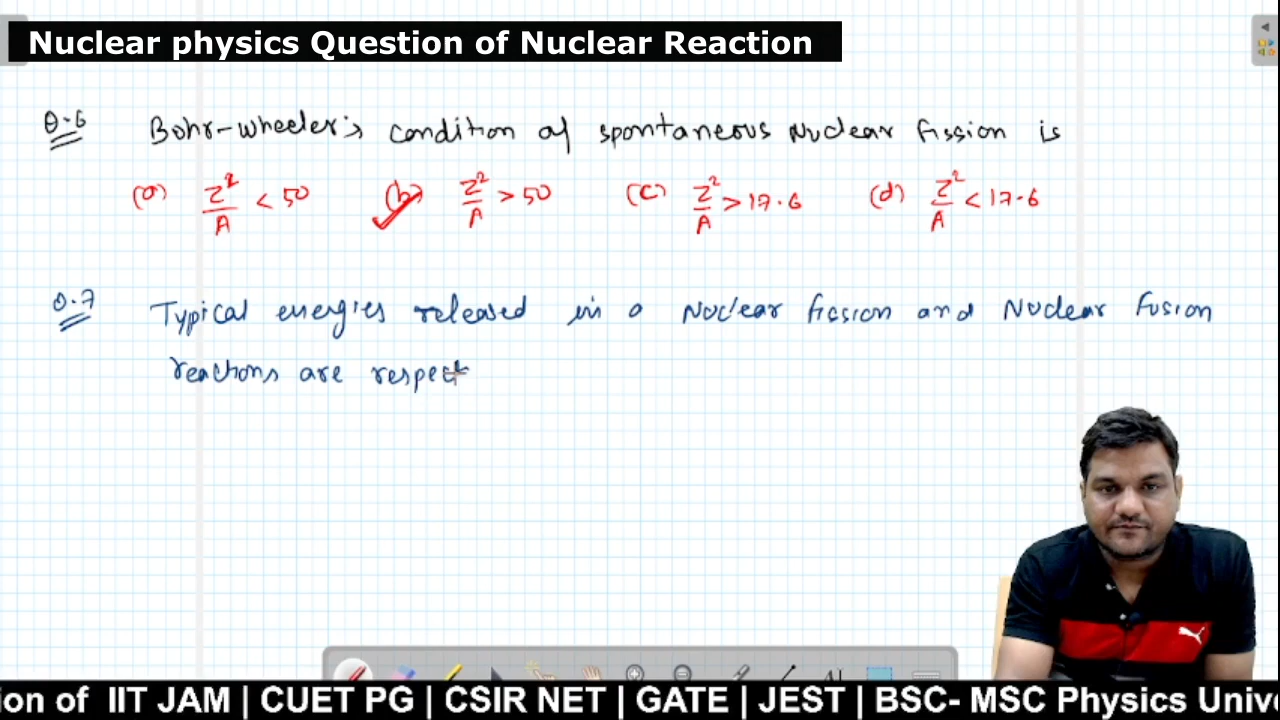 Nuclear physics Question of Nuclear Reaction
Q.6 Bohr-wheeler's condition of spontaneous Nuclear fission is
(a) Z²/A < 50 (b) Z²/A > 50 (c) Z²/A > 17.6 (d) Z²/A < 17.6
Q.7 Typical energies released in a Nuclear fission and Nuclear fusion
reactions are respect
ion of IIT JAM | CUET PG | CSIR NET | GATE | JEST | BSC- MSC Physics Unive